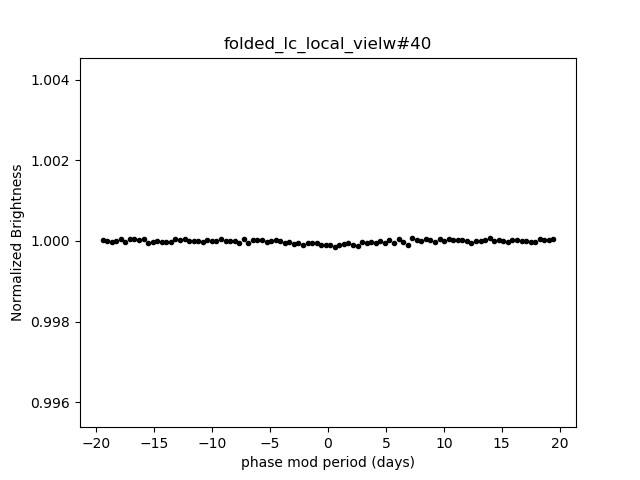 folded_lc_local_vielw#40
1.004
1.002
1.000
0.998
0.996
Normalized Brightness
−20 −15 −10 −5 0 5 10 15 20
phase mod period (days)